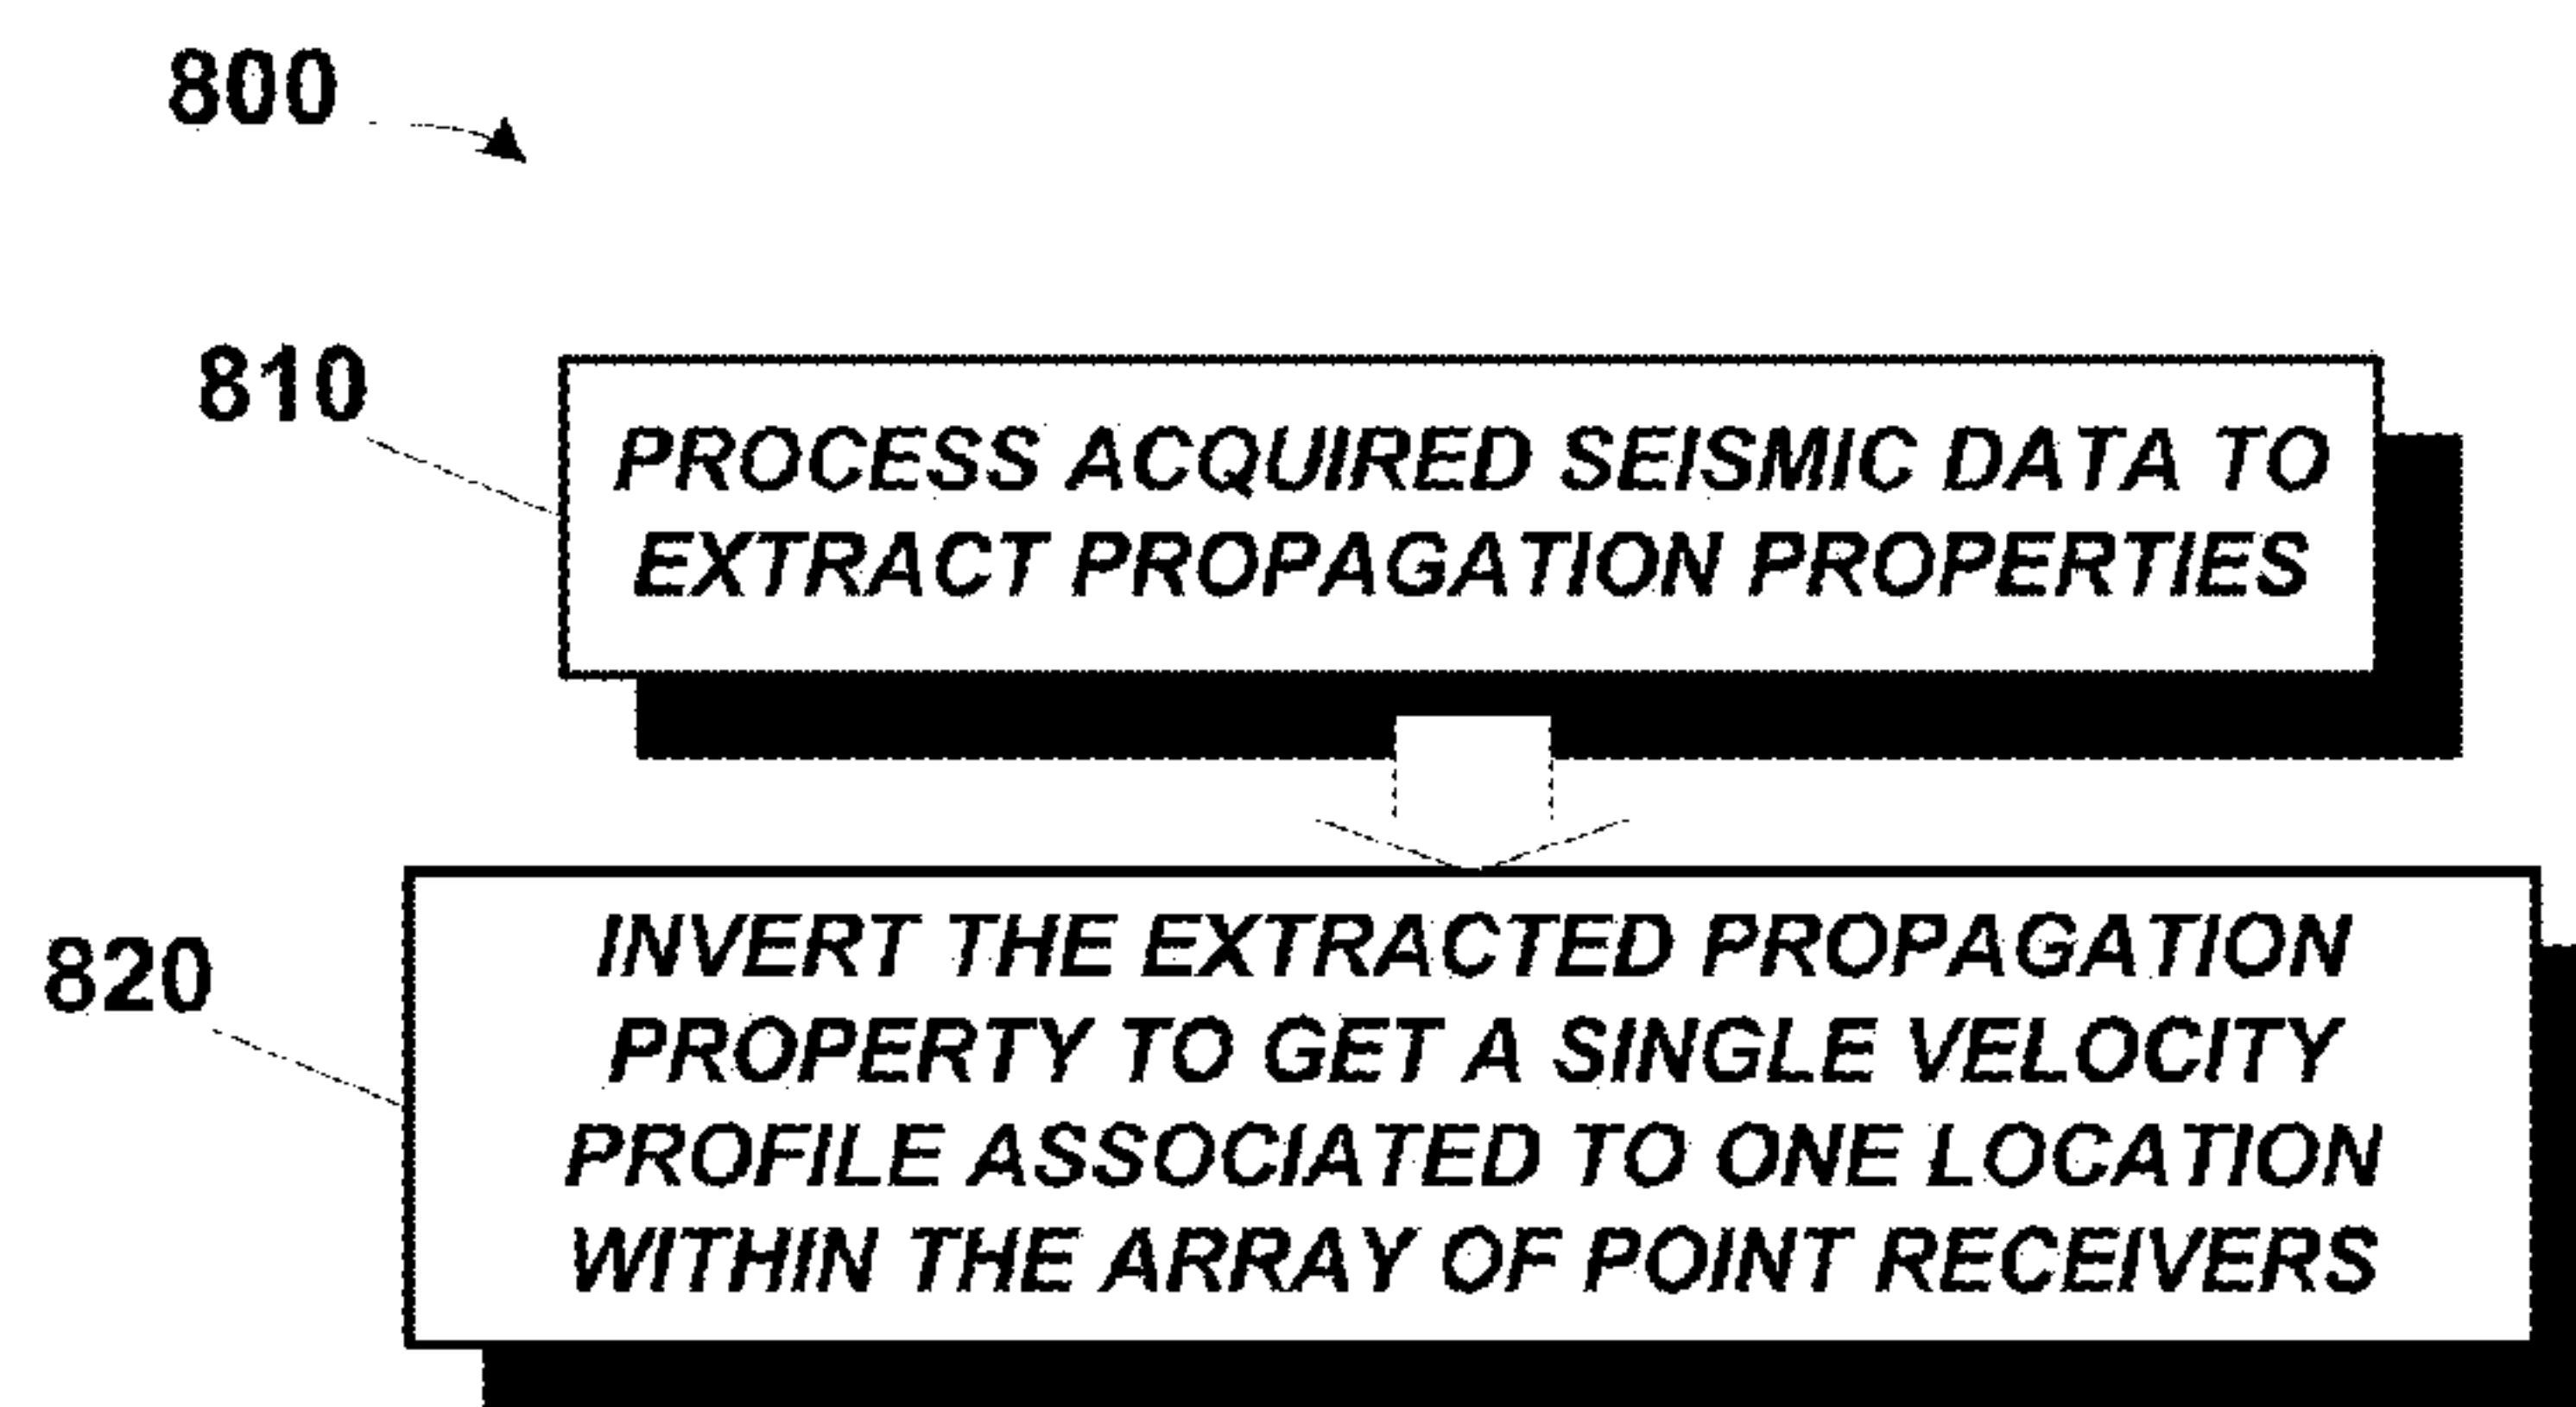 800
810
PROCESS ACQUIRED SEISMIC DATA TO
EXTRACT PROPAGATION PROPERTIES
820
INVERT THE EXTRACTED PROPAGATION
PROPERTY TO GET A SINGLE VELOCITY
PROFILE ASSOCIATED TO ONE LOCATION
WITHIN THE ARRAY OF POINT RECEIVERS